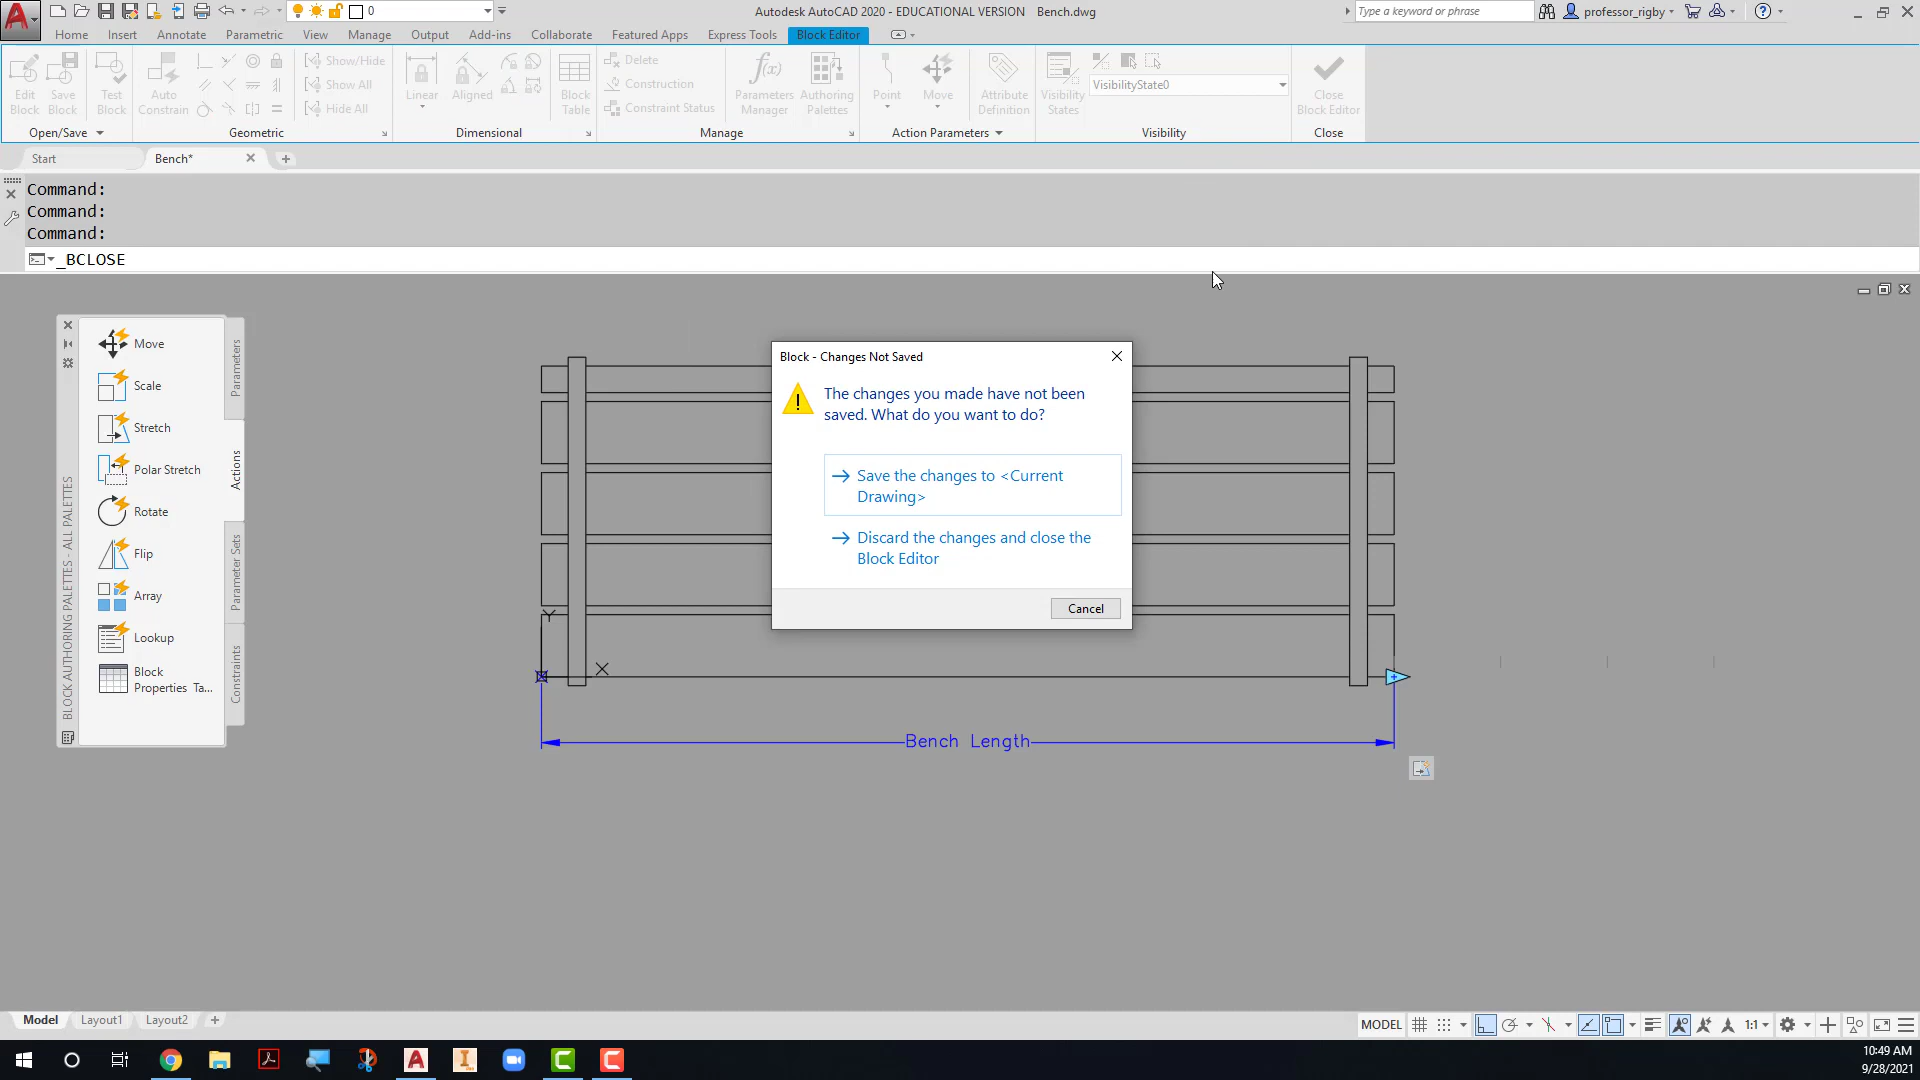 0
Autodesk AutoCAD 2020 - EDUCATIONAL VERSION Bench.dwg
Type a keyword or phrase
professor_rigby
Home Insert Annotate Parametric View Manage Output Add-ins Collaborate Featured Apps Express Tools Block Editor
Edit Block
Save Block
Test Block
Auto Constrain
Show/Hide
Show All
Hide All
Linear
Aligned
Block Table
Delete
Construction
Constraint Status
Parameters Manager
Authoring Palettes
Point
Move
Attribute Definition
Visibility States
VisibilityState0
Close Block Editor
Open/Save Geometric Dimensional Manage Action Parameters Visibility Close
Start Bench*
Command:
Command:
Command:
_BCLOSE
Move
Scale
Stretch
Polar Stretch
Rotate
Flip
Array
Lookup
Block
Properties Ta...
Parameters
Actions
Parameter Sets
Constraints
BLOCK AUTHORING PALETTES - ALL PALETTES
Block - Changes Not Saved
The changes you made have not been
saved. What do you want to do?
Save the changes to <Current
Drawing>
Discard the changes and close the
Block Editor
Cancel
Y
X
Bench Length
Model Layout1 Layout2
MODEL
1:1
10:49 AM
9/28/2021